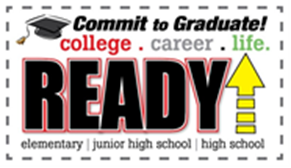 Commit to Graduate!
college . career . life.
READY
elementary | junior high school | high school